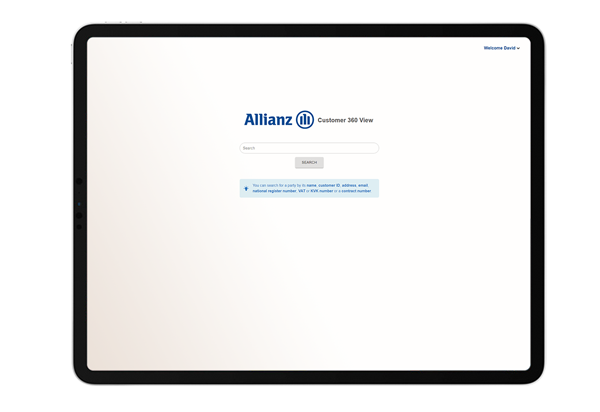 Welcome David
Allianz Customer 360 View
Search
SEARCH
You can search for a party by its name, customer ID, address, email,
national register number, VAT or KVK number or a contract number